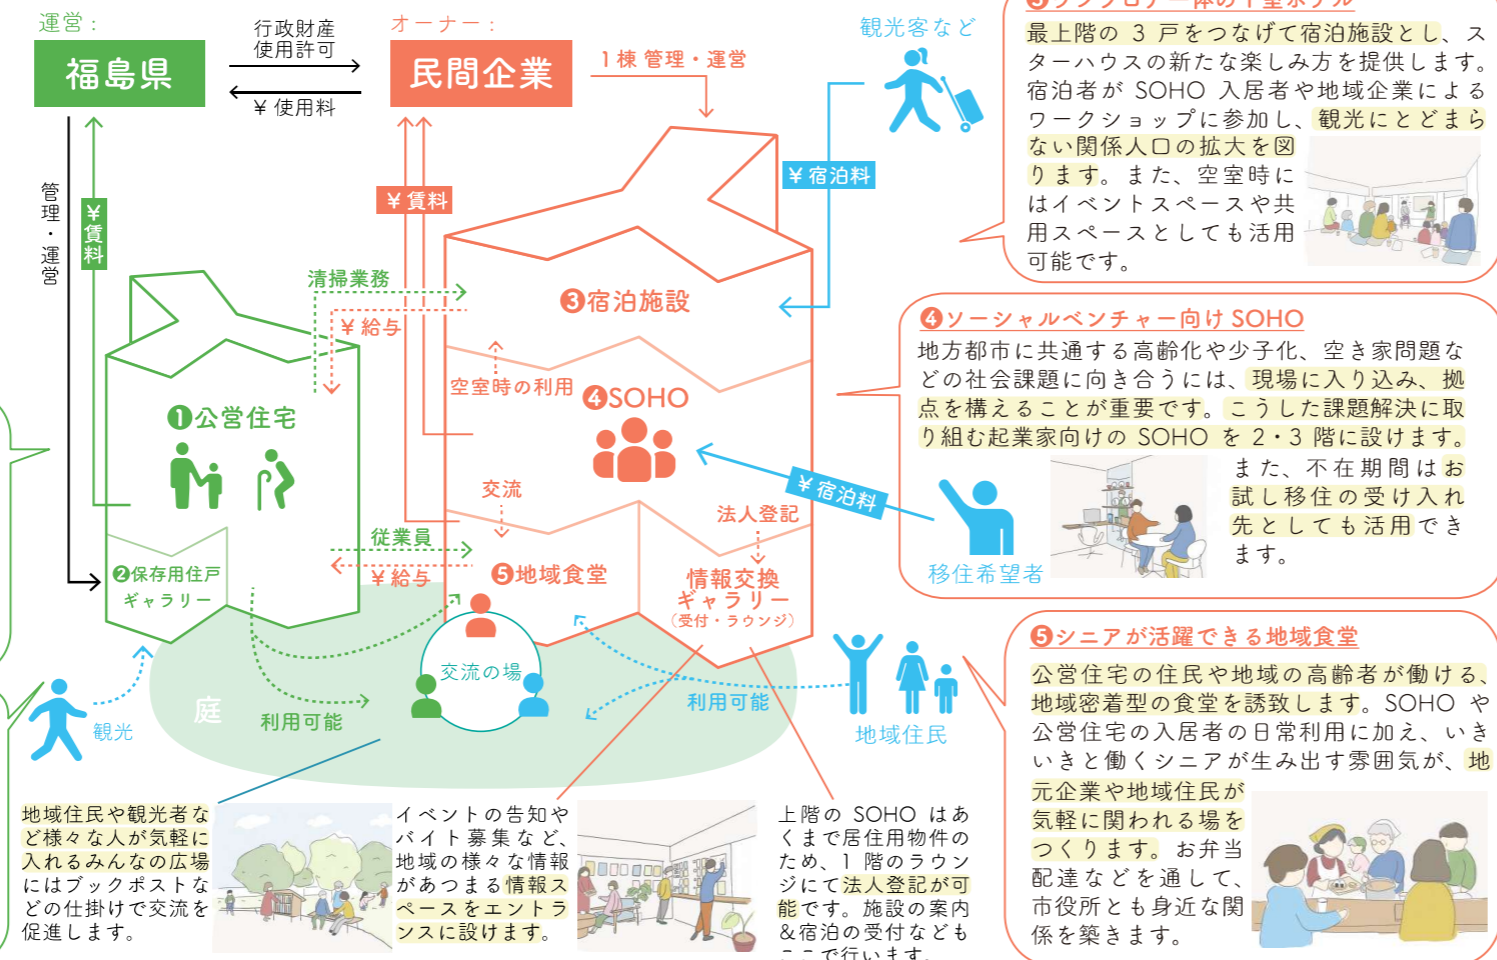 運営：
福島県
行政財産
使用許可
¥ 使用料
オーナー：
民間企業
1棟 管理・運営
観光客など
¥ 宿泊料
管理・運営
¥賃料
¥ 賃料
清掃業務
¥ 給与
❸宿泊施設
空室時の利用
❹SOHO
❶公営住宅
交流
法人登記
¥ 宿泊料
移住希望者
従業員
¥ 給与
❷保存用住戸
ギャラリー
❺地域食堂
情報交換
ギャラリー
（受付・ラウンジ）
交流の場
庭
利用可能
利用可能
観光
地域住民
地域住民や観光者な
ど様々な人が気軽に
入れるみんなの広場
にはブックポストな
どの仕掛けで交流を
促進します。
イベントの告知や
バイト募集など、
地域の様々な情報
があつまる情報ス
ペースをエントラ
ンスに設けます。
上階の SOHO はあ
くまで居住用物件の
ため、1 階のラウン
ジにて法人登記が可
能です。施設の案内
&宿泊の受付なども
ここで行います。
最上階の 3 戸をつなげて宿泊施設とし、ス
ターハウスの新たな楽しみ方を提供します。
宿泊者が SOHO 入居者や地域企業による
ワークショップに参加し、観光にとどまら
ない関係人口の拡大を図
ります。また、空室時に
はイベントスペースや共
用スペースとしても活用
可能です。
❹ソーシャルベンチャー向け SOHO
地方都市に共通する高齢化や少子化、空き家問題な
どの社会課題に向き合うには、現場に入り込み、拠
点を構えることが重要です。こうした課題解決に取
り組む起業家向けの SOHO を 2・3 階に設けます。
また、不在期間はお
試し移住の受け入れ
先としても活用でき
ます。
❺シニアが活躍できる地域食堂
公営住宅の住民や地域の高齢者が働ける、
地域密着型の食堂を誘致します。SOHO や
公営住宅の入居者の日常利用に加え、いき
いきと働くシニアが生み出す雰囲気が、地
元企業や地域住民が
気軽に関われる場を
つくります。お弁当
配達などを通して、
市役所とも身近な関
係を築きます。